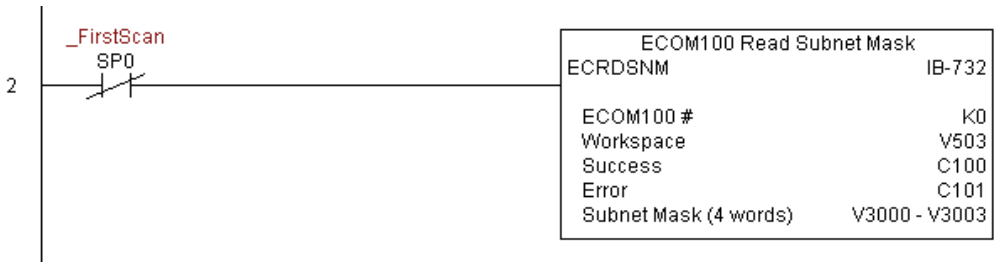 _FirstScan
SP0
2
ECOM100 Read Subnet Mask
ECRDSNM IB-732
ECOM100 # K0
Workspace V503
Success C100
Error C101
Subnet Mask (4 words) V3000 - V3003